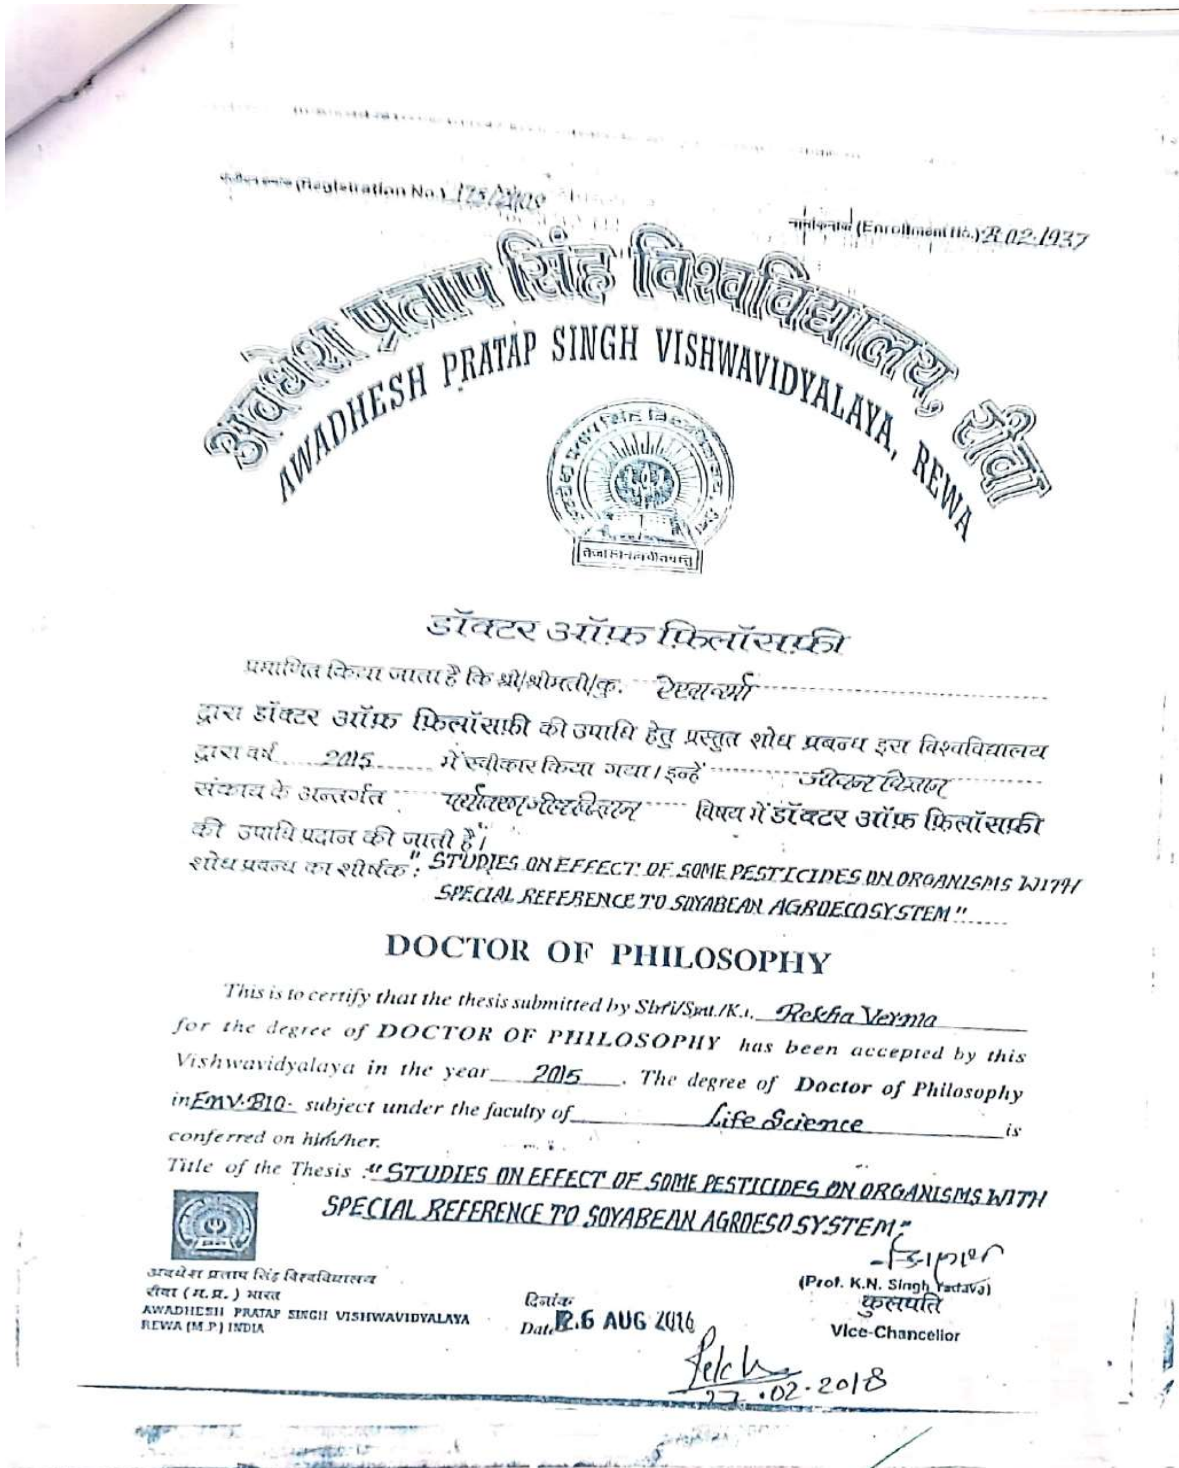 (Registration No.) 175/2109
नामांकनांक (Enrollment No.) R.02-1937
अवधेश प्रताप सिंह विश्वविद्यालय, रीवा
AWADHESH PRATAP SINGH VISHWAVIDYALAYA, REWA
डॉक्टर ऑफ़ फ़िलॉसफ़ी
प्रमाणित किया जाता है कि श्री/श्रीमती/कु. रेखा वर्मा
द्वारा डॉक्टर ऑफ़ फ़िलॉसफ़ी की उपाधि हेतु प्रस्तुत शोध प्रबन्ध इस विश्वविद्यालय
द्वारा वर्ष 2015 में स्वीकार किया गया। इन्हें जीवन विज्ञान
संकाय के अन्तर्गत विषय में डॉक्टर ऑफ़ फ़िलॉसफ़ी
की उपाधि प्रदान की जाती है।
शोध प्रबन्ध का शीर्षक : "STUDIES ON EFFECT OF SOME PESTICIDES ON ORGANISMS WITH
SPECIAL REFERENCE TO SOYABEAN AGROECOSYSTEM"
DOCTOR OF PHILOSOPHY
This is to certify that the thesis submitted by Shri/Smt./K. Rekha Verma
for the degree of DOCTOR OF PHILOSOPHY has been accepted by this
Vishwavidyalaya in the year 2015. The degree of Doctor of Philosophy
in ENV. BIO. subject under the faculty of Life Science is
conferred on him/her.
Title of the Thesis : "STUDIES ON EFFECT OF SOME PESTICIDES ON ORGANISMS WITH
SPECIAL REFERENCE TO SOYABEAN AGROESOSYSTEM"
अवधेश प्रताप सिंह विश्वविद्यालय
रीवा (म.प्र.) भारत
AWADHESH PRATAP SINGH VISHWAVIDYALAYA
REWA (M.P) INDIA
दिनांक
Date 26 AUG 2016
(Prof. K.N. Singh Yadava)
कुलपति
Vice-Chancellor
27.02.2018